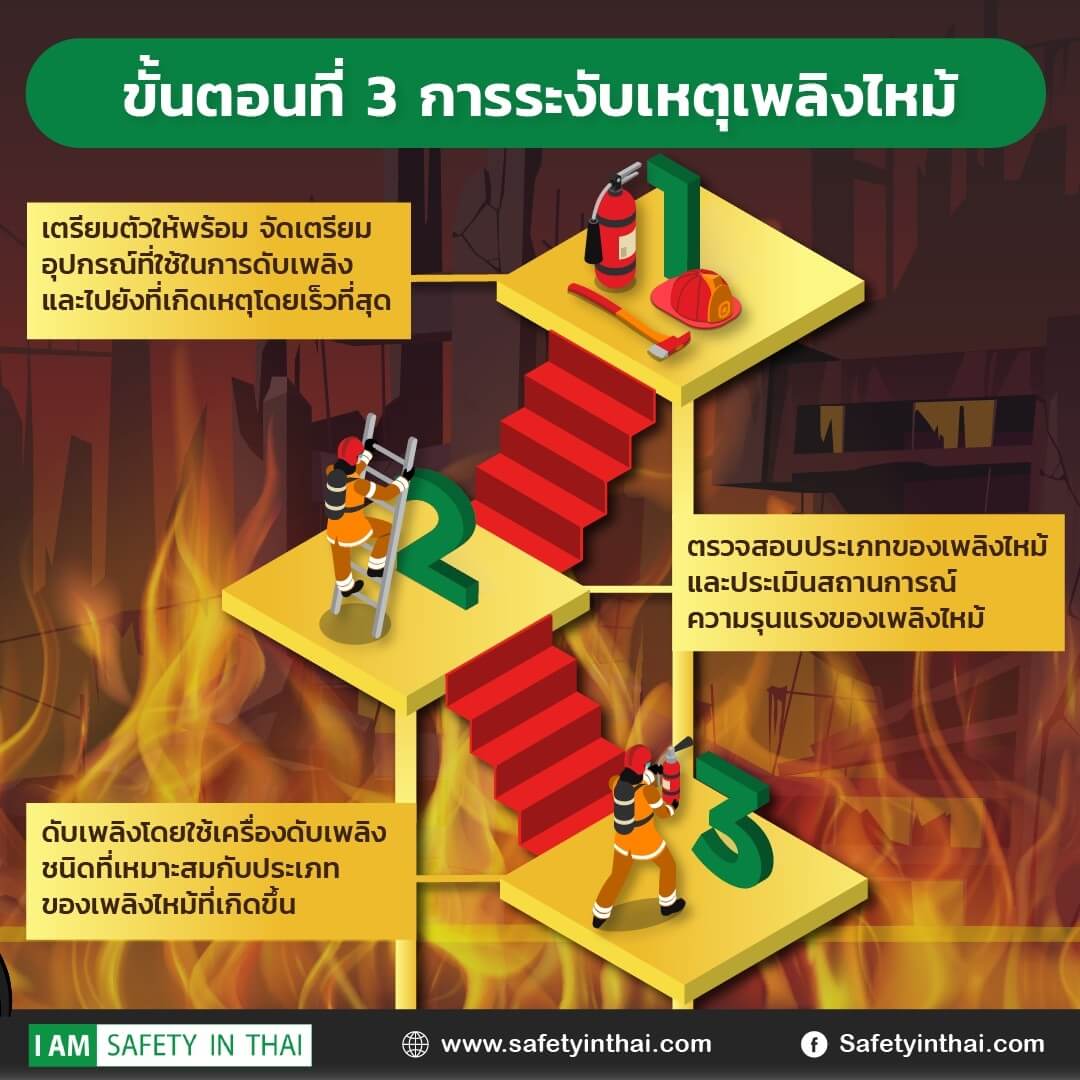 ขั้นตอนที่ 3 การระงับเหตุเพลิงไหม้
1
เตรียมตัวให้พร้อม จัดเตรียม
อุปกรณ์ที่ใช้ในการดับเพลิง
และไปยังที่เกิดเหตุโดยเร็วที่สุด
2
ตรวจสอบประเภทของเพลิงไหม้
และประเมินสถานการณ์
ความรุนแรงของเพลิงไหม้
3
ดับเพลิงโดยใช้เครื่องดับเพลิง
ชนิดที่เหมาะสมกับประเภท
ของเพลิงไหม้ที่เกิดขึ้น
I AM SAFETY IN THAI
www.safetyinthai.com
Safetyinthai.com